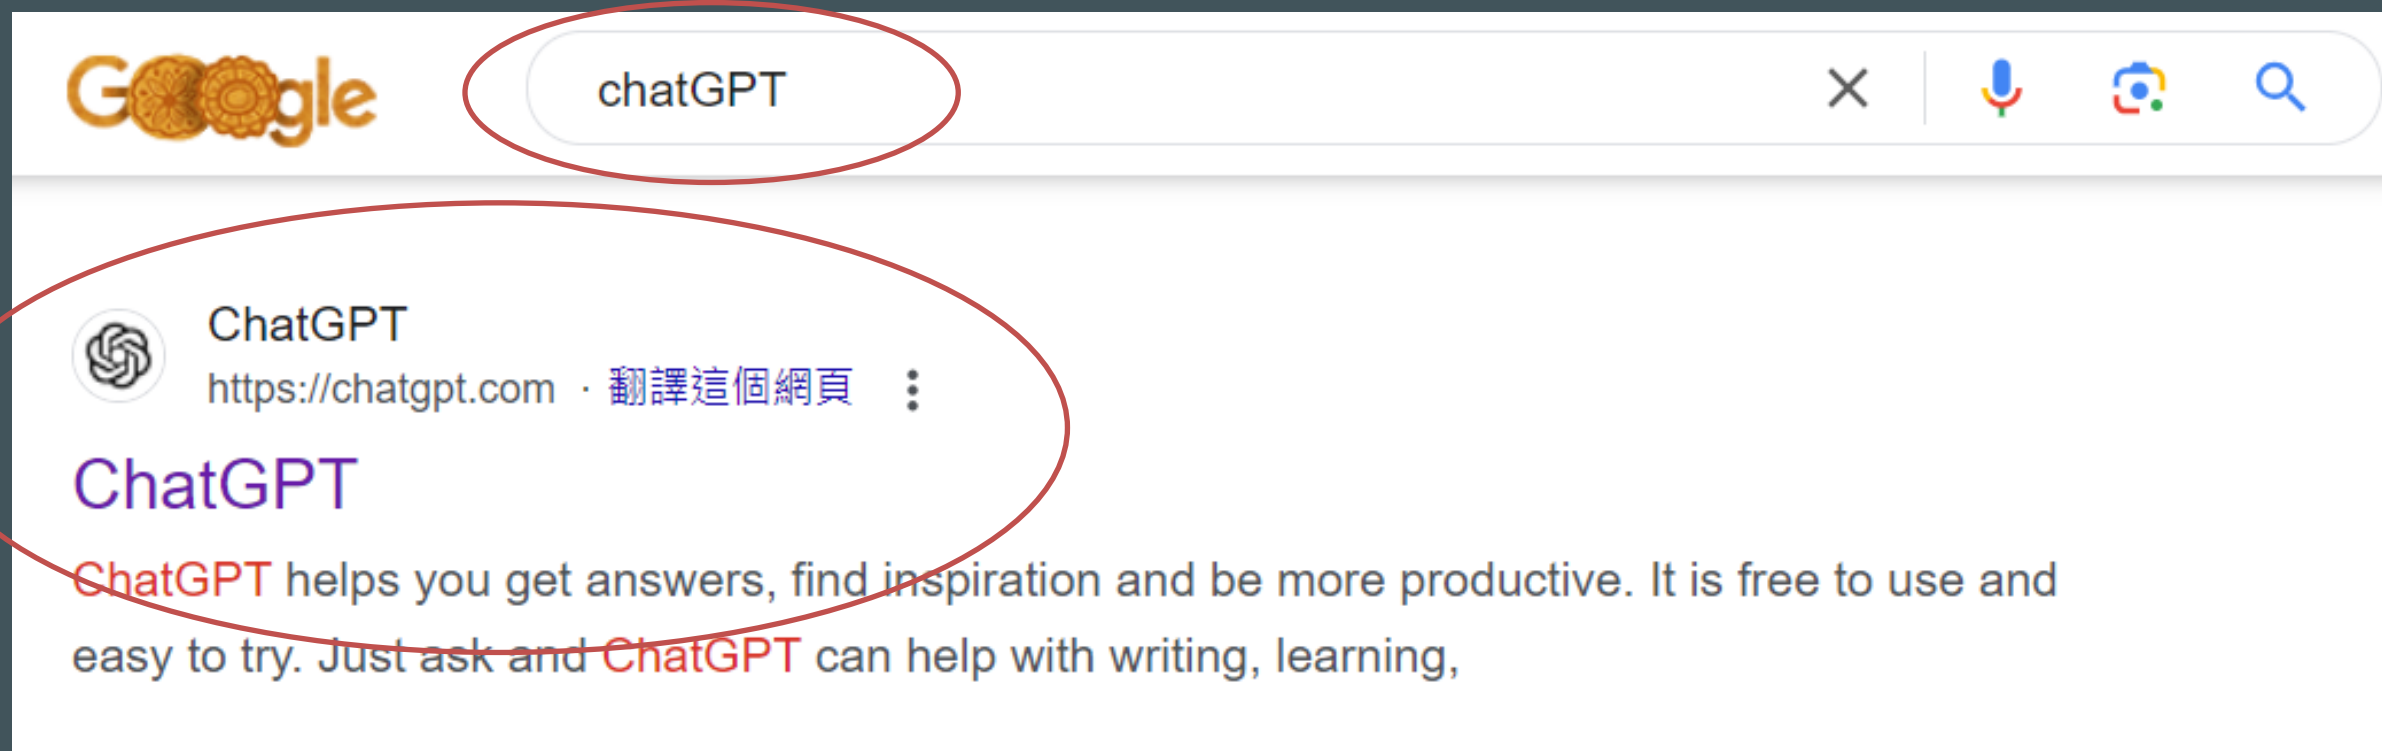 Google
chatGPT
ChatGPT
https://chatgpt.com · 翻譯這個網頁
ChatGPT
ChatGPT helps you get answers, find inspiration and be more productive. It is free to use and
easy to try. Just ask and ChatGPT can help with writing, learning,